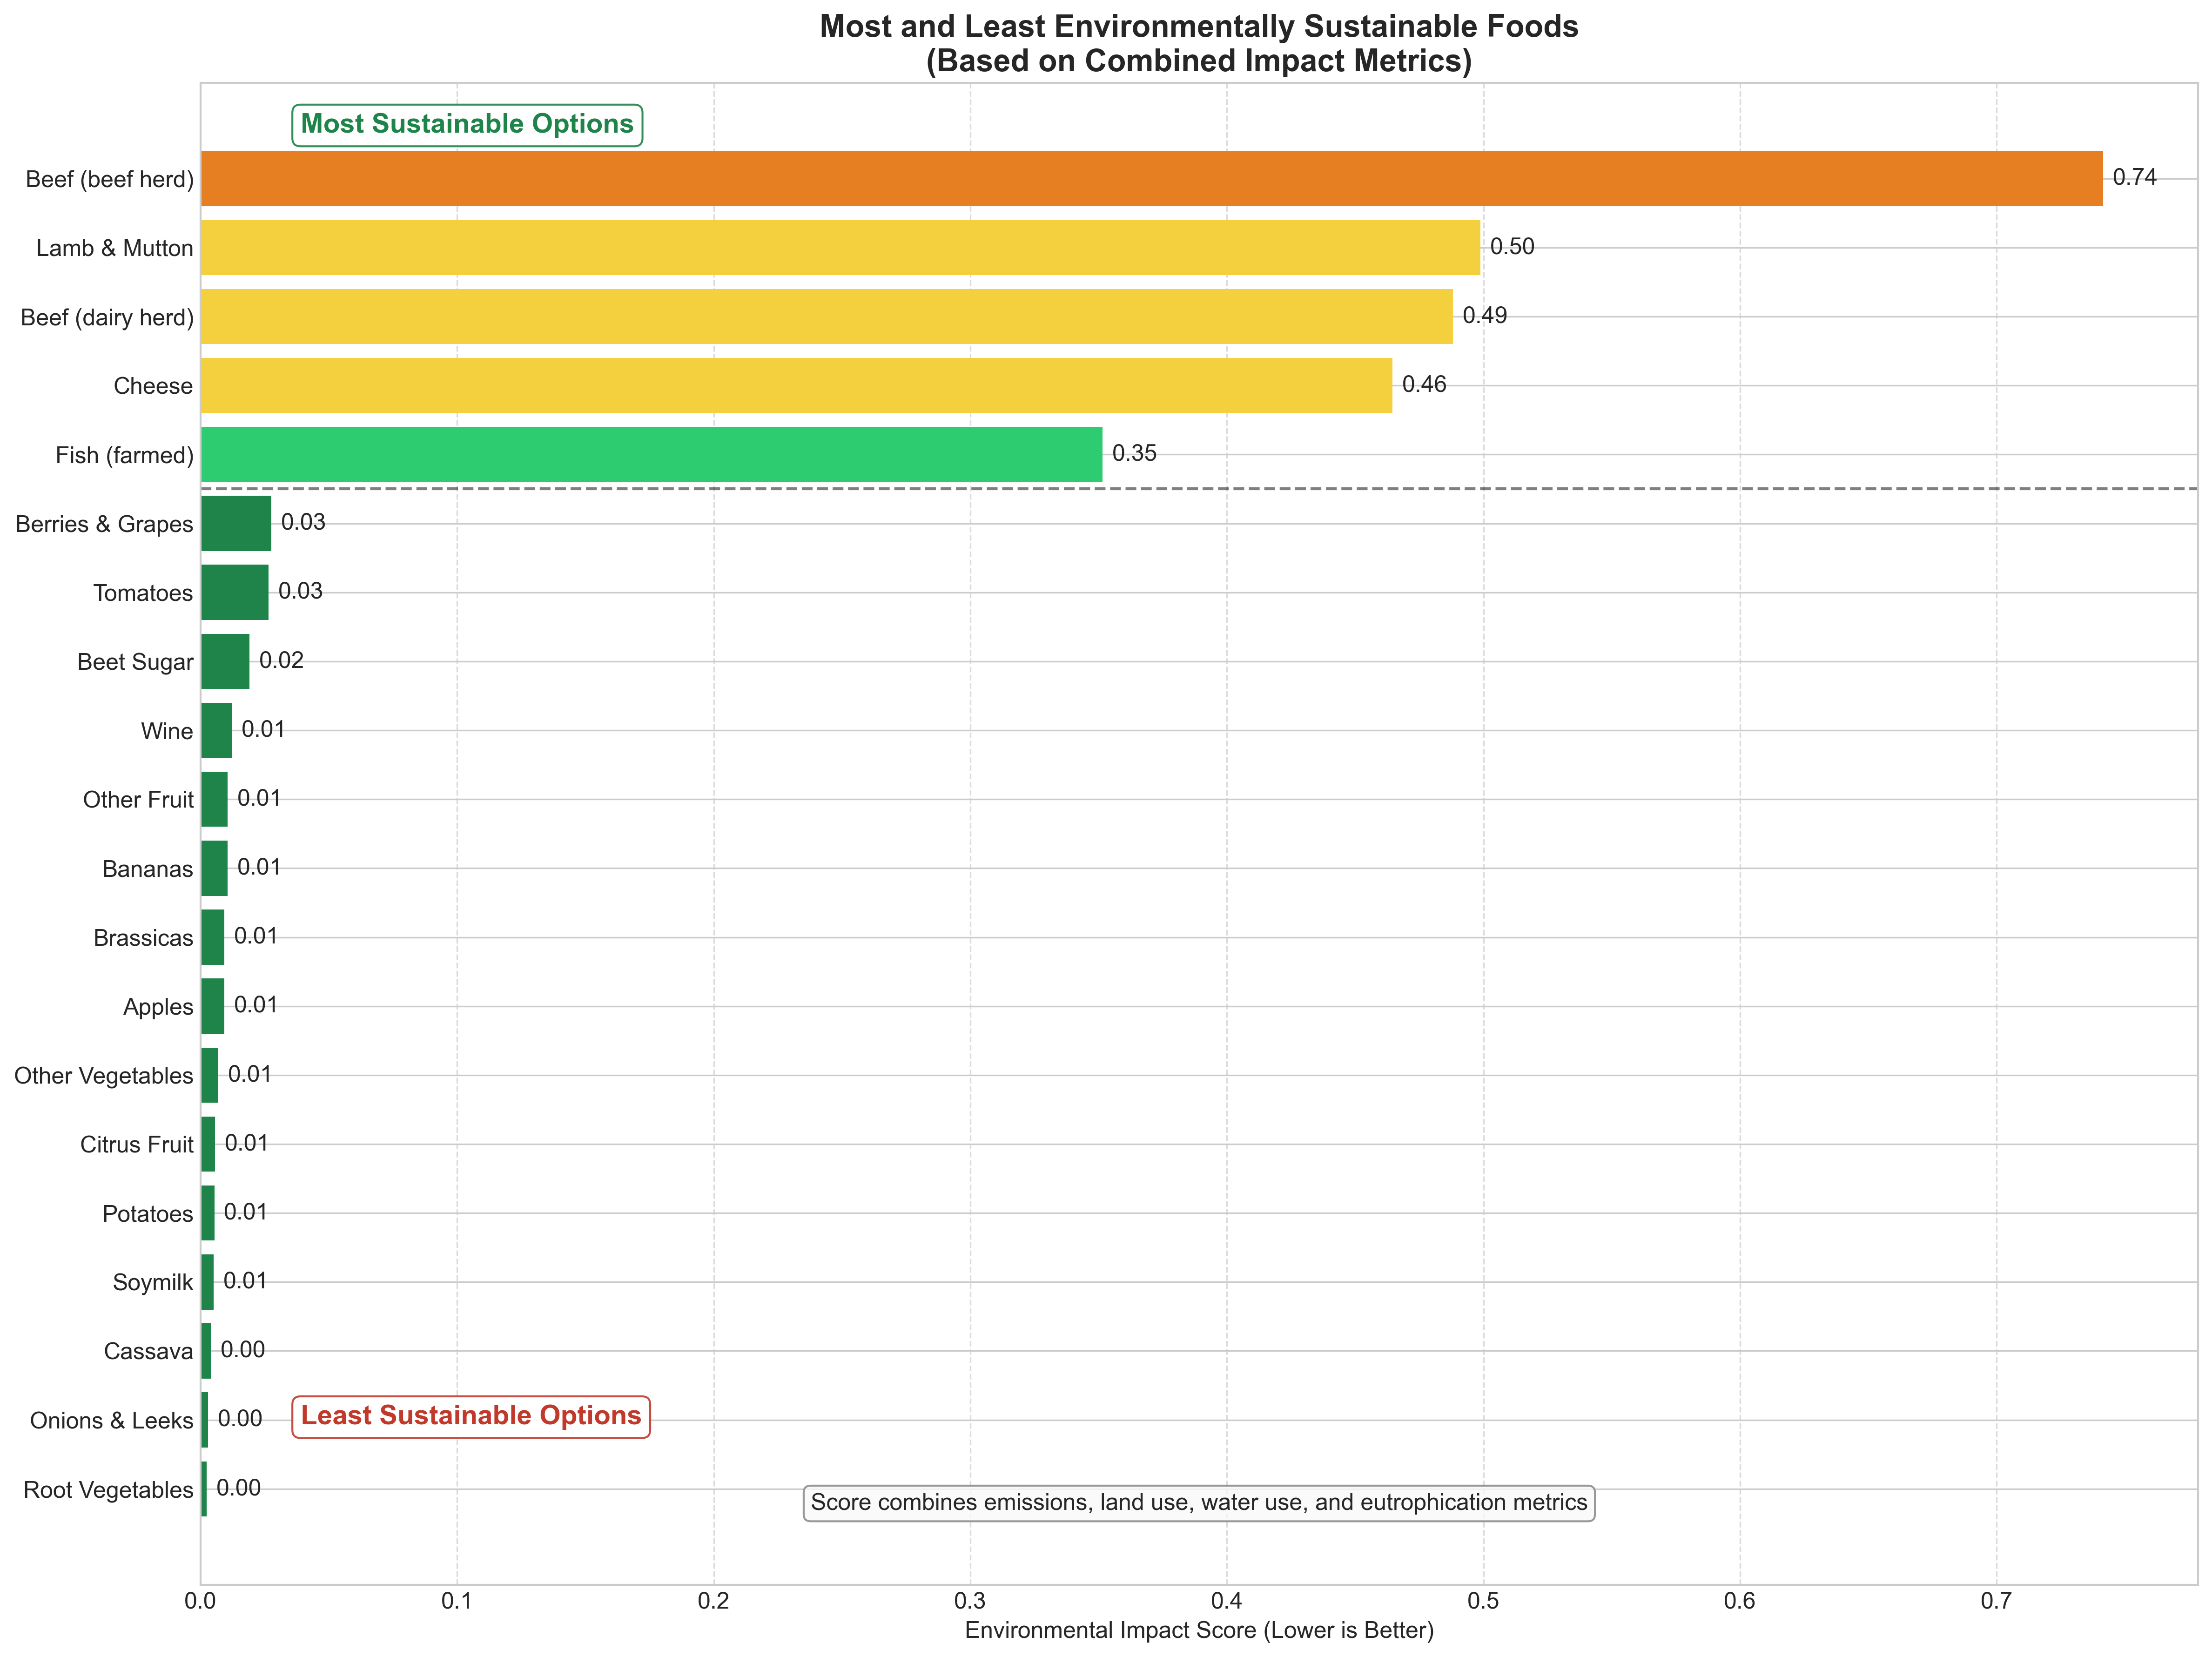 Most and Least Environmentally Sustainable Foods
(Based on Combined Impact Metrics)
Most Sustainable Options
Beef (beef herd) 0.74
Lamb & Mutton 0.50
Beef (dairy herd) 0.49
Cheese 0.46
Fish (farmed) 0.35
Berries & Grapes 0.03
Tomatoes 0.03
Beet Sugar 0.02
Wine 0.01
Other Fruit 0.01
Bananas 0.01
Brassicas 0.01
Apples 0.01
Other Vegetables 0.01
Citrus Fruit 0.01
Potatoes 0.01
Soymilk 0.01
Cassava 0.00
Onions & Leeks 0.00
Least Sustainable Options
Root Vegetables 0.00
Score combines emissions, land use, water use, and eutrophication metrics
0.0 0.1 0.2 0.3 0.4 0.5 0.6 0.7
Environmental Impact Score (Lower is Better)